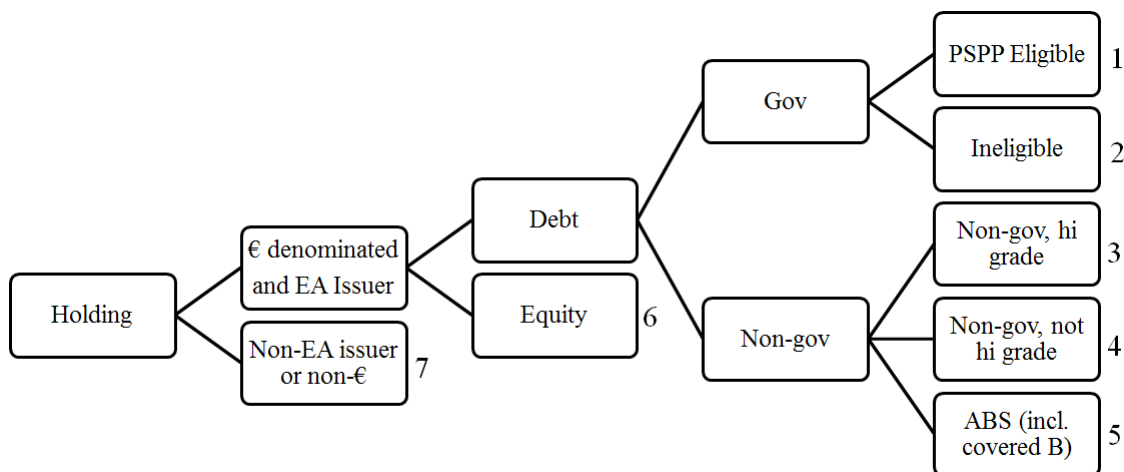 Holding
€ denominated
and EA Issuer
Non-EA issuer
or non-€
7
Debt
Equity
6
Gov
Non-gov
PSPP Eligible
1
Ineligible
2
Non-gov, hi
grade
3
Non-gov, not
hi grade
4
ABS (incl.
covered B)
5